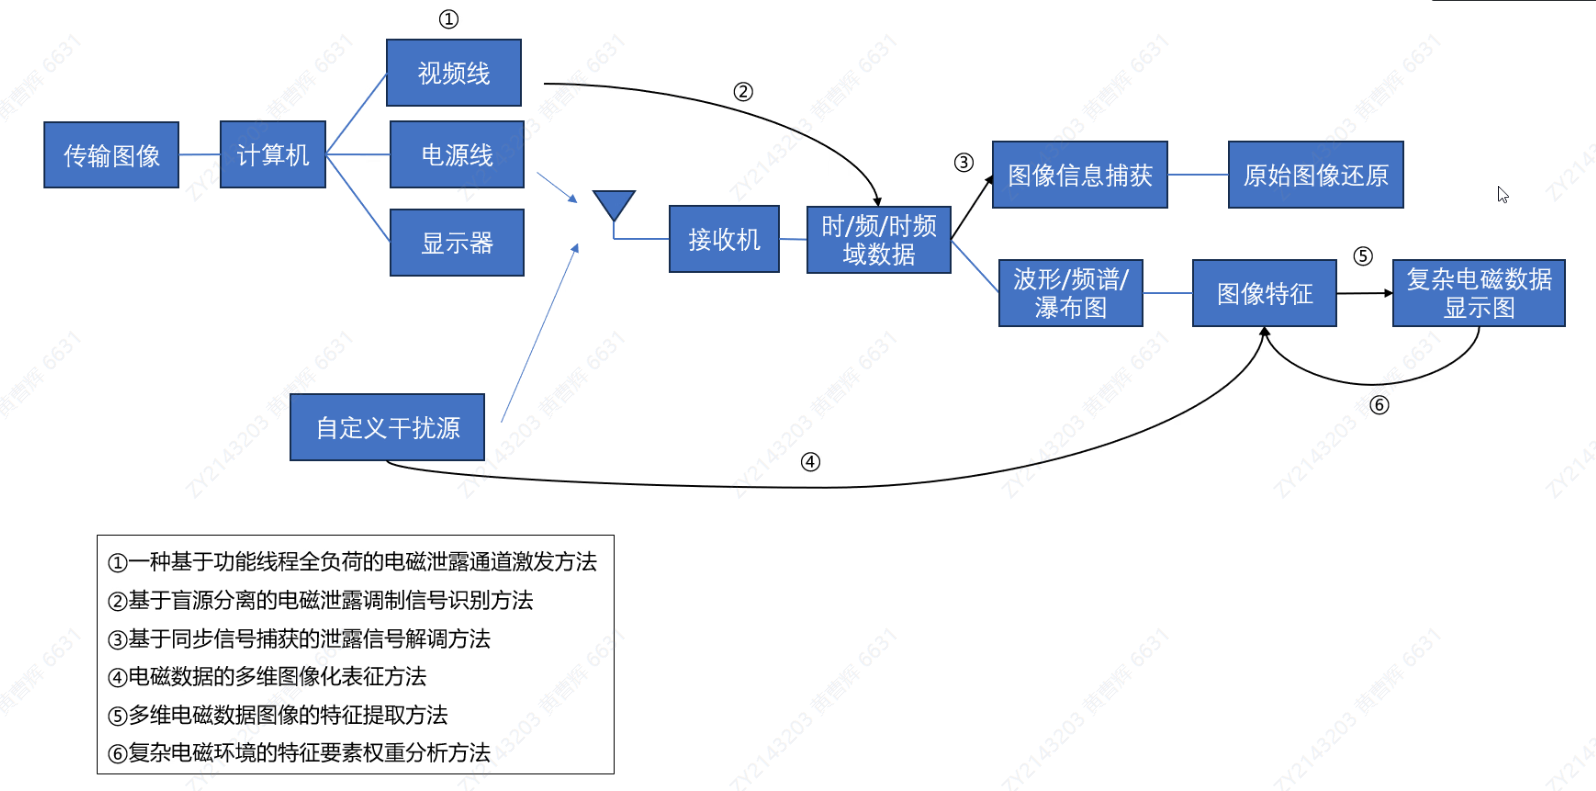 ①
视频线
②
传输图像
计算机
电源线
③
图像信息捕获
原始图像还原
显示器
接收机
时/频/时频
域数据
波形/频谱/
瀑布图
图像特征
⑤
复杂电磁数据
显示图
⑥
自定义干扰源
④
①一种基于功能线程全负荷的电磁泄露通道激发方法
②基于盲源分离的电磁泄露调制信号识别方法
③基于同步信号捕获的泄露信号解调方法
④电磁数据的多维图像化表征方法
⑤多维电磁数据图像的特征提取方法
⑥复杂电磁环境的特征要素权重分析方法
ZY2143203 黄曹辉 6631